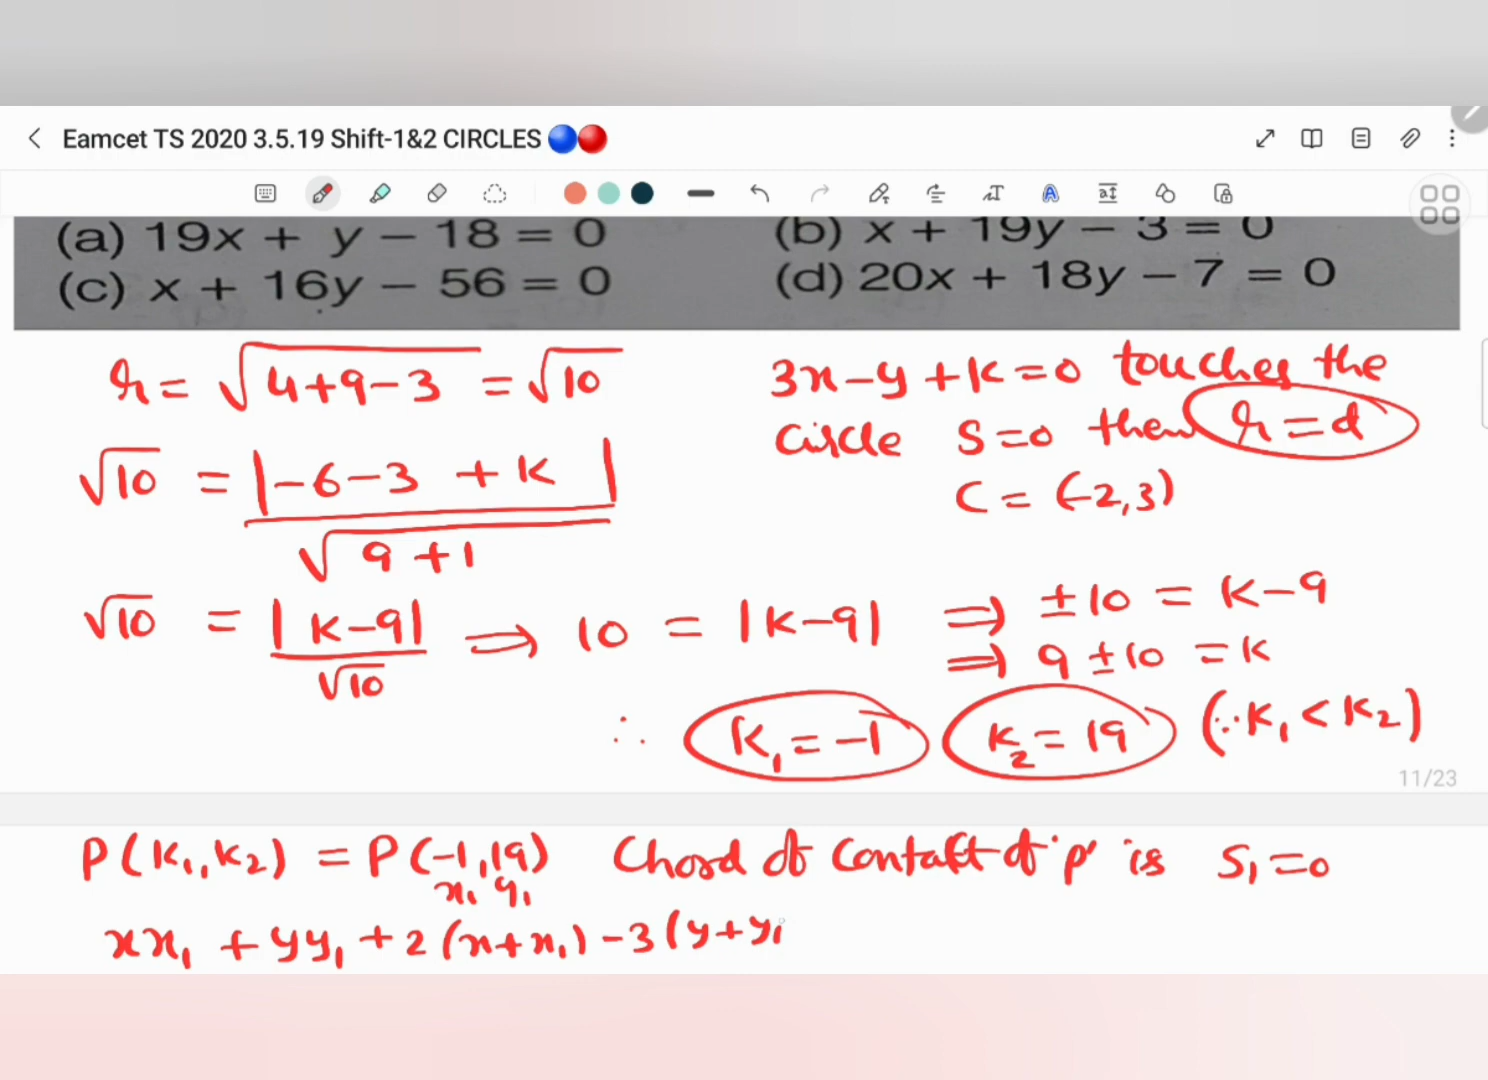 Eamcet TS 2020 3.5.19 Shift-1&2 CIRCLES
(a) 19x + y − 18 = 0 (b) x + 19y − 3 = 0
(c) x + 16y − 56 = 0 (d) 20x + 18y − 7 = 0
r = √(4+9−3) = √10
3x−y+k=0 touches the
circle S=0 then r=d
C = (−2,3)
√10 = |−6−3+k| / √(9+1)
√10 = |k−9| / √10 ⇒ 10 = |k−9| ⇒ ±10 = k−9
⇒ 9±10 = k
∴ k₁=−1 k₂=19 (∵k₁<k₂)
11/23
P(k₁,k₂) = P(−1,19) Chord of Contact of 'p' is S₁=0
x₁ y₁
xx₁ + yy₁ + 2(x+x₁) −3(y+y₁